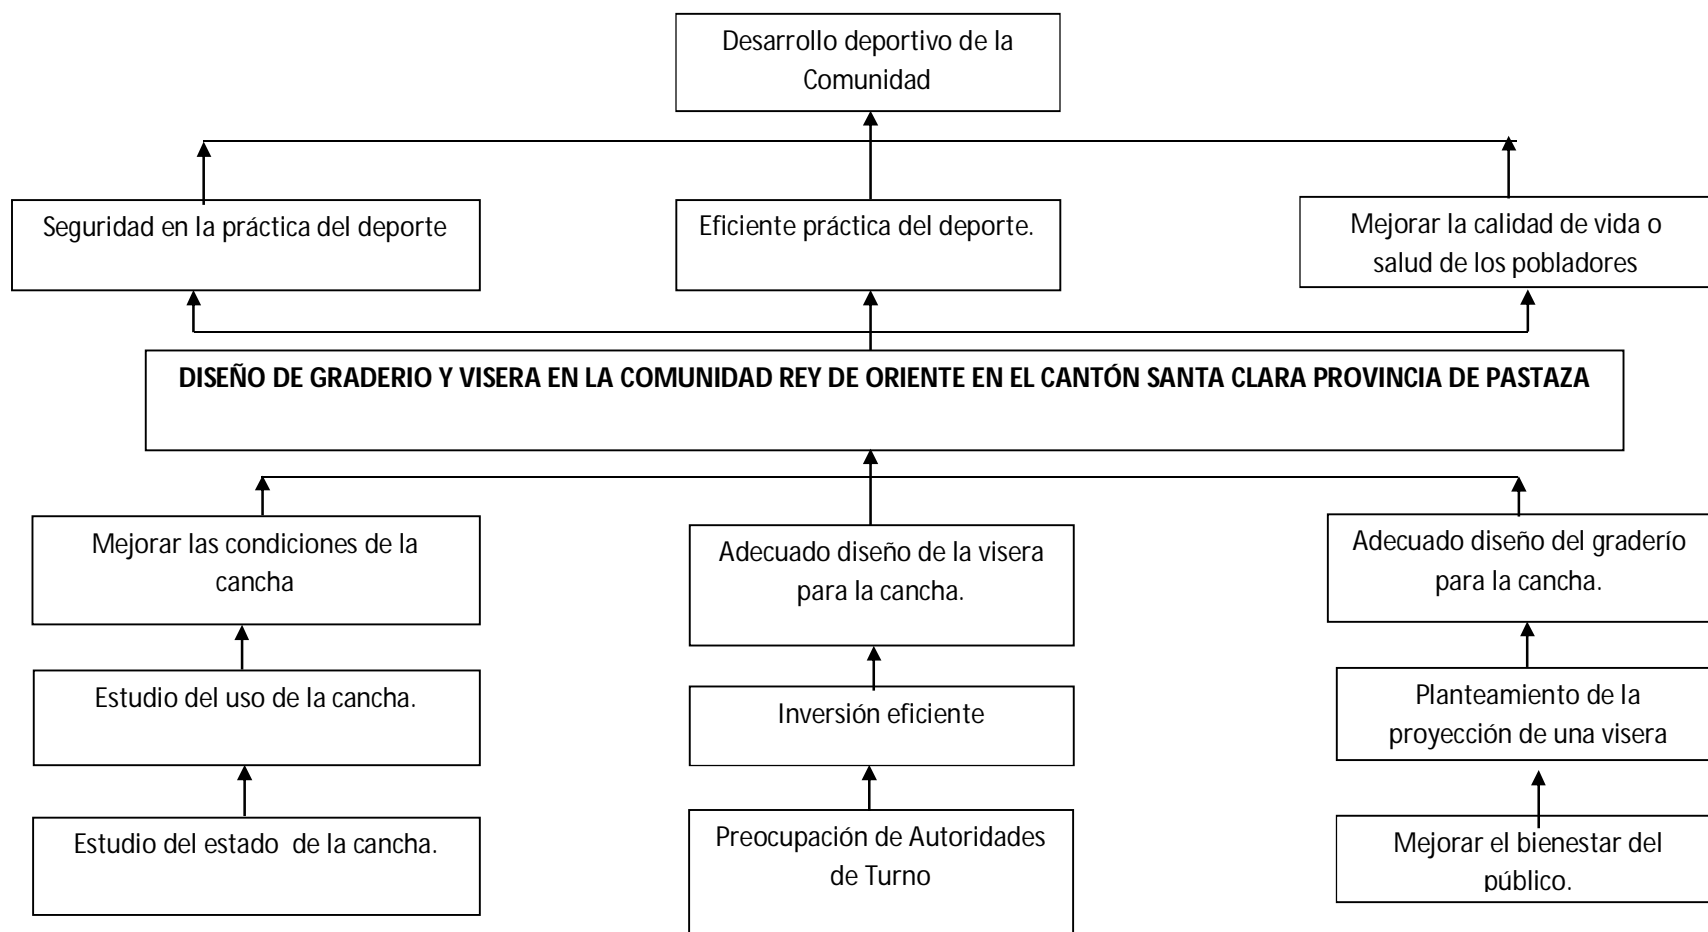 Desarrollo deportivo de la
Comunidad
Seguridad en la práctica del deporte
Eficiente práctica del deporte.
Mejorar la calidad de vida o
salud de los pobladores
DISEÑO DE GRADERIO Y VISERA EN LA COMUNIDAD REY DE ORIENTE EN EL CANTÓN SANTA CLARA PROVINCIA DE PASTAZA
Mejorar las condiciones de la
cancha
Adecuado diseño de la visera
para la cancha.
Adecuado diseño del graderío
para la cancha.
Estudio del uso de la cancha.
Inversión eficiente
Planteamiento de la
proyección de una visera
Estudio del estado  de la cancha.
Preocupación de Autoridades
de Turno
Mejorar el bienestar del
público.